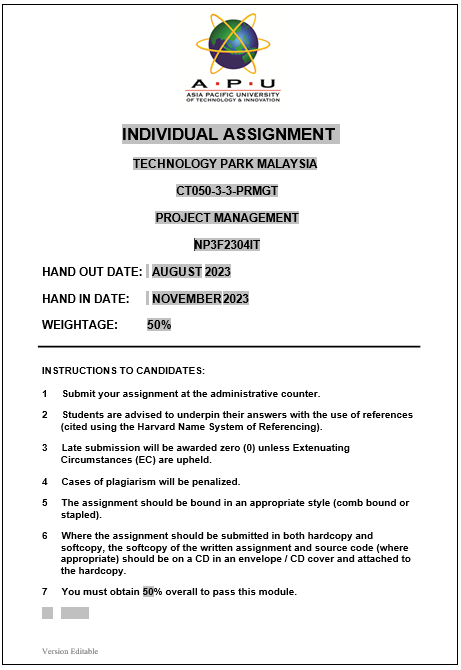 A • P • U
ASIA PACIFIC UNIVERSITY
OF TECHNOLOGY & INNOVATION
INDIVIDUAL ASSIGNMENT
TECHNOLOGY PARK MALAYSIA
CT050-3-3-PRMGT
PROJECT MANAGEMENT
NP3F2304IT
HAND OUT DATE: AUGUST 2023
HAND IN DATE: NOVEMBER 2023
WEIGHTAGE: 50%
INSTRUCTIONS TO CANDIDATES:
1 Submit your assignment at the administrative counter.
2 Students are advised to underpin their answers with the use of references
(cited using the Harvard Name System of Referencing).
3 Late submission will be awarded zero (0) unless Extenuating
Circumstances (EC) are upheld.
4 Cases of plagiarism will be penalized.
5 The assignment should be bound in an appropriate style (comb bound or
stapled).
6 Where the assignment should be submitted in both hardcopy and
softcopy, the softcopy of the written assignment and source code (where
appropriate) should be on a CD in an envelope / CD cover and attached to
the hardcopy.
7 You must obtain 50% overall to pass this module.
Version Editable